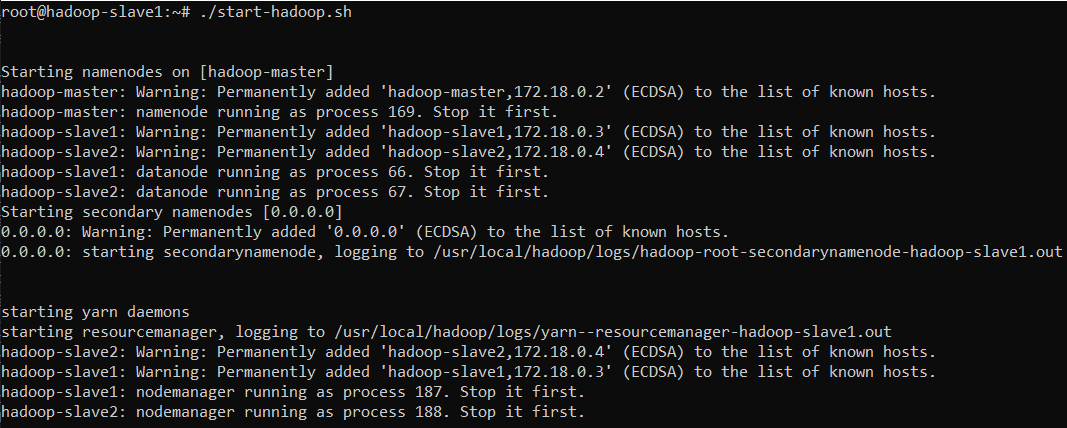 root@hadoop-slave1:~# ./start-hadoop.sh
Starting namenodes on [hadoop-master]
hadoop-master: Warning: Permanently added 'hadoop-master,172.18.0.2' (ECDSA) to the list of known hosts.
hadoop-master: namenode running as process 169. Stop it first.
hadoop-slave1: Warning: Permanently added 'hadoop-slave1,172.18.0.3' (ECDSA) to the list of known hosts.
hadoop-slave2: Warning: Permanently added 'hadoop-slave2,172.18.0.4' (ECDSA) to the list of known hosts.
hadoop-slave1: datanode running as process 66. Stop it first.
hadoop-slave2: datanode running as process 67. Stop it first.
Starting secondary namenodes [0.0.0.0]
0.0.0.0: Warning: Permanently added '0.0.0.0' (ECDSA) to the list of known hosts.
0.0.0.0: starting secondarynamenode, logging to /usr/local/hadoop/logs/hadoop-root-secondarynamenode-hadoop-slave1.out
starting yarn daemons
starting resourcemanager, logging to /usr/local/hadoop/logs/yarn--resourcemanager-hadoop-slave1.out
hadoop-slave2: Warning: Permanently added 'hadoop-slave2,172.18.0.4' (ECDSA) to the list of known hosts.
hadoop-slave1: Warning: Permanently added 'hadoop-slave1,172.18.0.3' (ECDSA) to the list of known hosts.
hadoop-slave1: nodemanager running as process 187. Stop it first.
hadoop-slave2: nodemanager running as process 188. Stop it first.